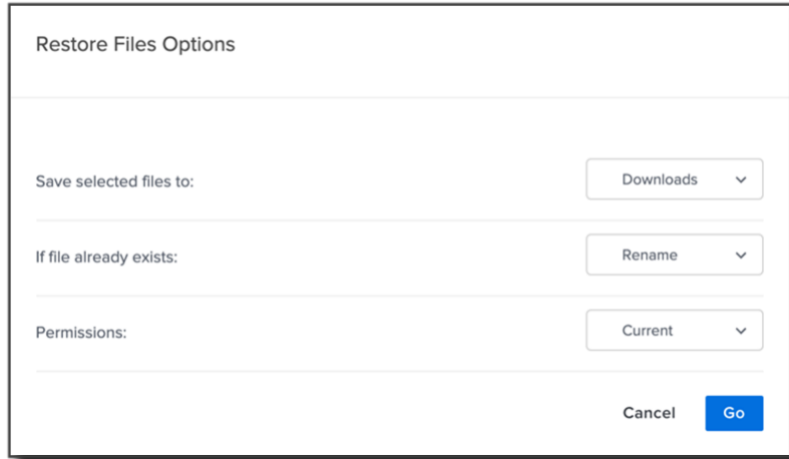 Restore Files Options
Save selected files to: Downloads
If file already exists: Rename
Permissions: Current
Cancel Go